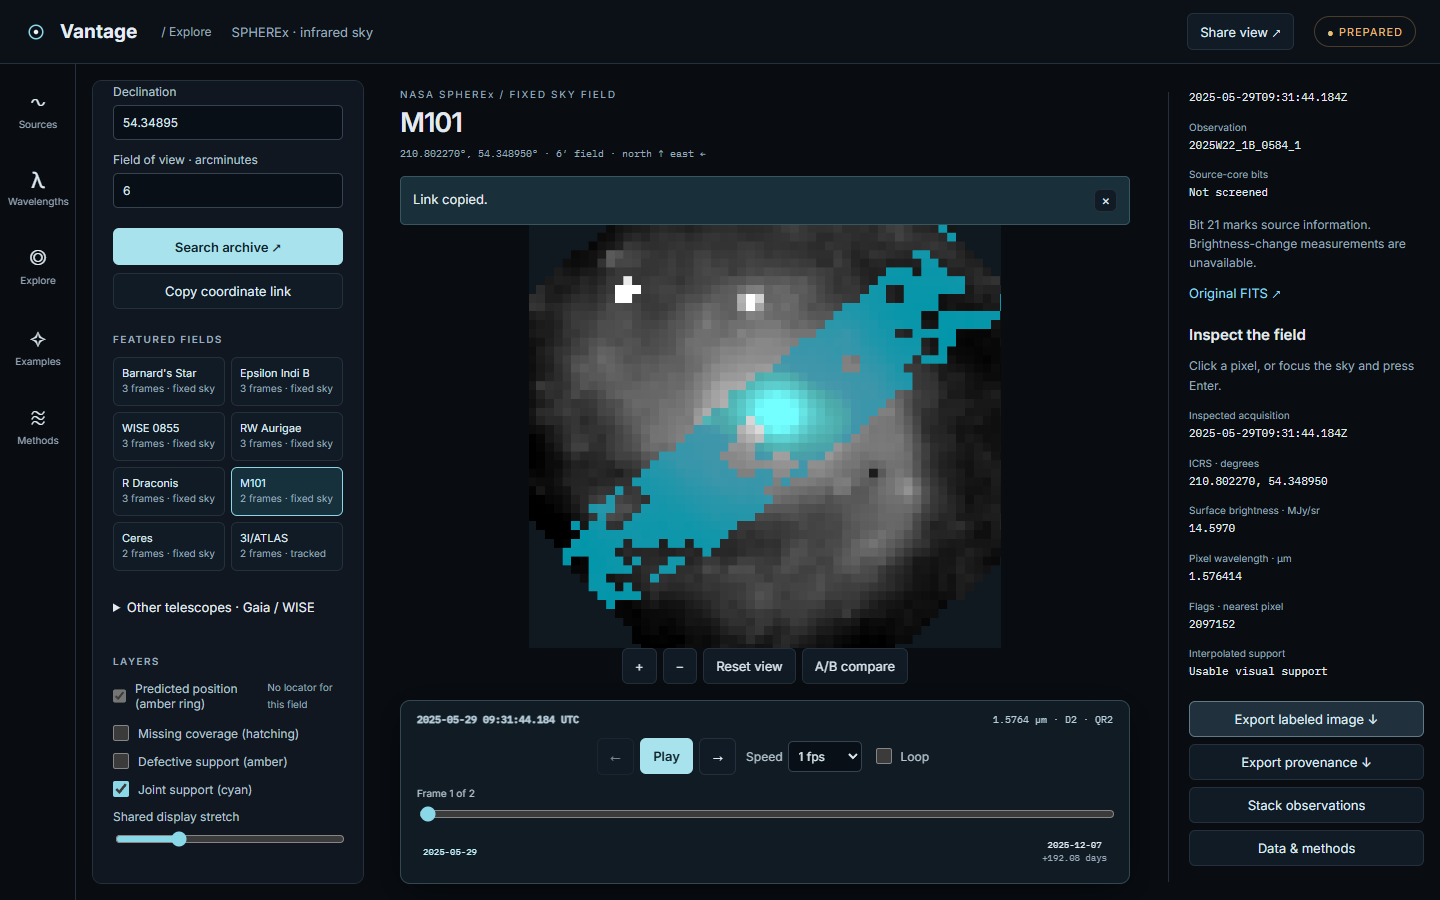 Vantage
/ Explore
SPHEREx · infrared sky
Share view ↗
PREPARED
Sources
λ
Wavelengths
Explore
Examples
Methods
Declination
54.34895
Field of view · arcminutes
6
Search archive ↗
Copy coordinate link
FEATURED FIELDS
Barnard's Star
3 frames · fixed sky
Epsilon Indi B
3 frames · fixed sky
WISE 0855
3 frames · fixed sky
RW Aurigae
3 frames · fixed sky
R Draconis
3 frames · fixed sky
M101
2 frames · fixed sky
Ceres
2 frames · fixed sky
3I/ATLAS
2 frames · tracked
▶ Other telescopes · Gaia / WISE
LAYERS
Predicted position
(amber ring)
No locator for
this field
Missing coverage (hatching)
Defective support (amber)
Joint support (cyan)
Shared display stretch
NASA SPHEREx / FIXED SKY FIELD
M101
210.802270°, 54.348950° · 6′ field · north ↑ east ←
Link copied.
×
+
−
Reset view
A/B compare
2025-05-29 09:31:44.184 UTC
1.5764 µm · D2 · QR2
←
Play
→
Speed
1 fps
Loop
Frame 1 of 2
2025-05-29
2025-12-07
+192.08 days
2025-05-29T09:31:44.184Z
Observation
2025W22_1B_0584_1
Source-core bits
Not screened
Bit 21 marks source information.
Brightness-change measurements are
unavailable.
Original FITS ↗
Inspect the field
Click a pixel, or focus the sky and press
Enter.
Inspected acquisition
2025-05-29T09:31:44.184Z
ICRS · degrees
210.802270, 54.348950
Surface brightness · MJy/sr
14.5970
Pixel wavelength · µm
1.576414
Flags · nearest pixel
2097152
Interpolated support
Usable visual support
Export labeled image ↓
Export provenance ↓
Stack observations
Data & methods